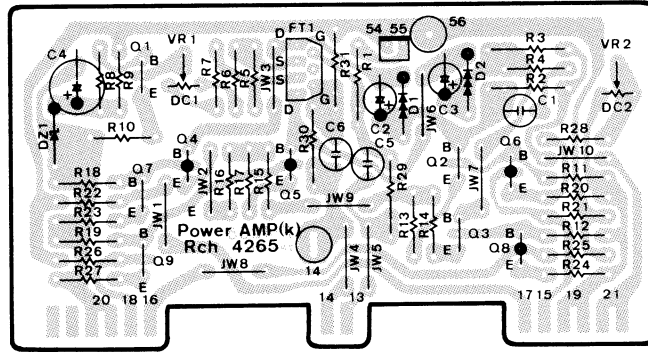 C4
R8
R9
Q1
B
E
VR1
DC1
R7
R6
R5
JW3
FT1
D
G
S
S
D
G
R31
R1
54 55
56
C2
D1
C3
D2
JW6
R3
R4
R2
C1
VR2
DC2
DZ1
R10
Q4
B
E
JW2
R16
R17
R15
Q5
B
E
R30
C6
C5
R29
Q2
B
E
JW7
Q6
B
E
R28
JW10
R11
R20
R21
R12
R25
R24
R18
R22
R23
R19
R26
R27
Q7
B
E
JW1
B
E
Q9
Power AMP(k)
Rch 4265
JW8
JW9
14
JW4
JW5
R13
R14
B
E
Q3
Q8
B
E
20 18 16
14 13
17 15 19 21